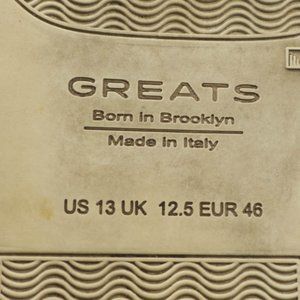 GREATS
Born in Brooklyn
Made in Italy
US 13 UK 12.5 EUR 46